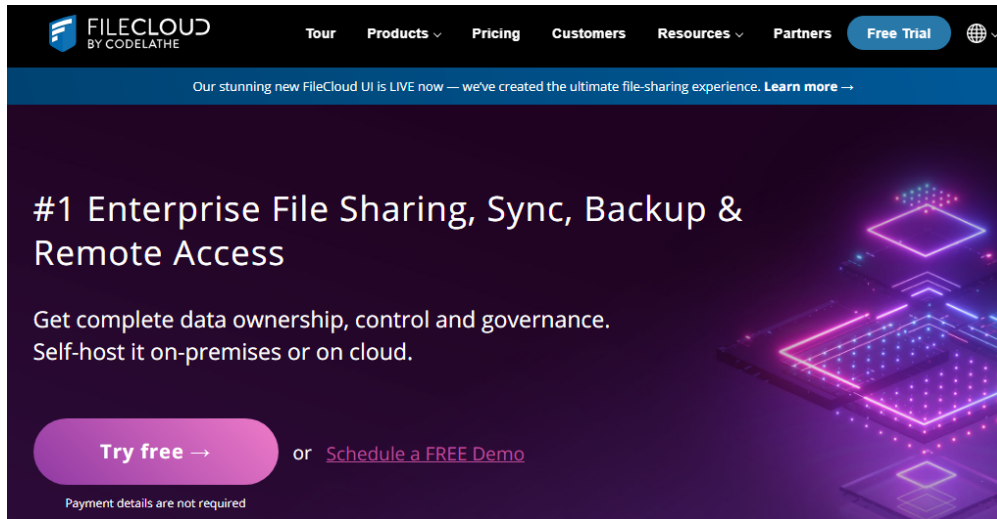 FILECLOUD
BY CODELATHE
Tour
Products
Pricing
Customers
Resources
Partners
Free Trial
Our stunning new FileCloud UI is LIVE now — we've created the ultimate file-sharing experience. Learn more →
#1 Enterprise File Sharing, Sync, Backup &
Remote Access
Get complete data ownership, control and governance.
Self-host it on-premises or on cloud.
Try free →
or Schedule a FREE Demo
Payment details are not required